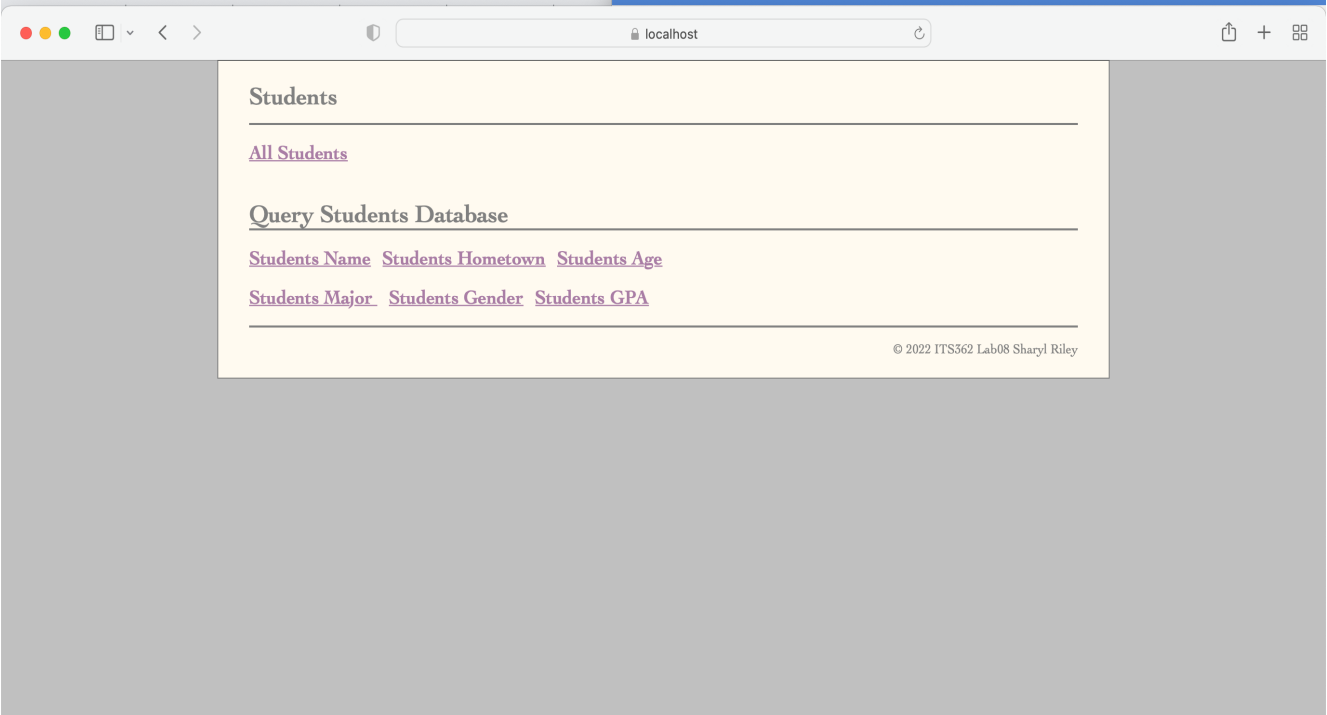 localhost
Students
All Students
Query Students Database
Students Name Students Hometown Students Age
Students Major Students Gender Students GPA
© 2022 ITS362 Lab08 Sharyl Riley